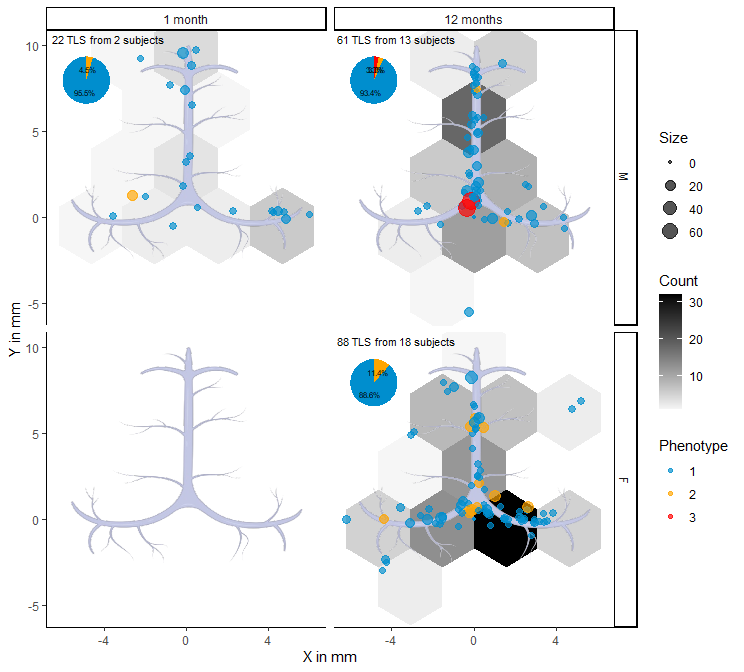 1 month
12 months
22 TLS from 2 subjects
4.5%
95.5%
61 TLS from 13 subjects
93.4%
M
88 TLS from 18 subjects
11.4%
88.6%
F
10
5
0
-5
10
5
0
-5
Y in mm
-4
0
4
-4
0
4
X in mm
Size
0
20
40
60
Count
30
20
10
Phenotype
1
2
3